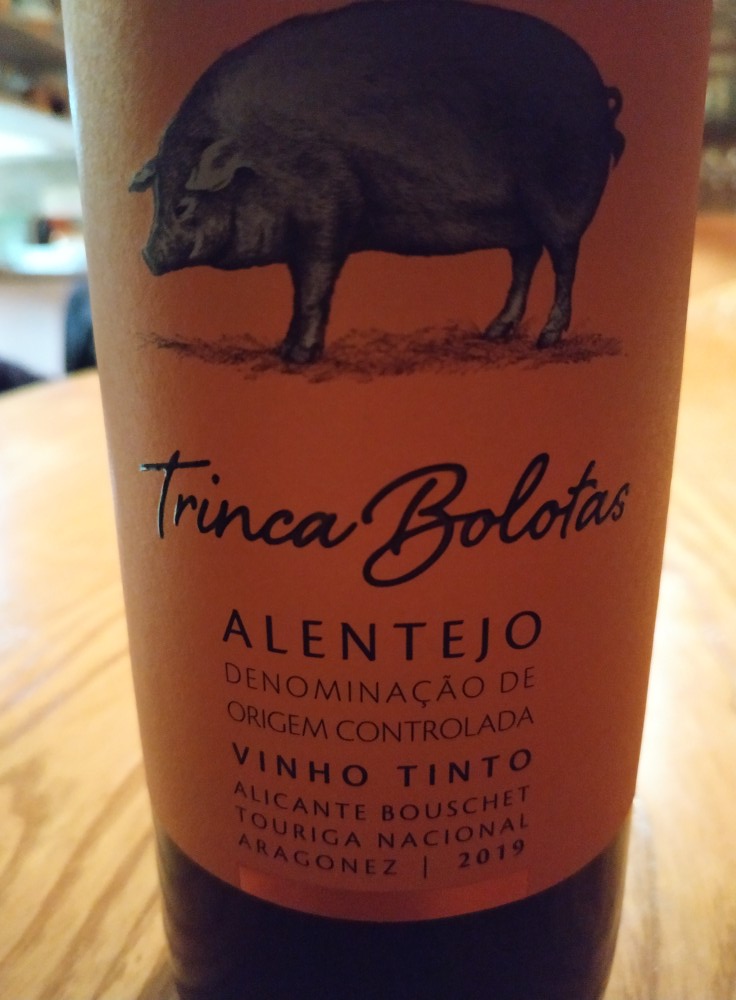 Trinca Bolotas
ALENTEJO
DENOMINAÇÃO DE
ORIGEM CONTROLADA
VINHO TINTO
ALICANTE BOUSCHET
TOURIGA NACIONAL
ARAGONEZ | 2019